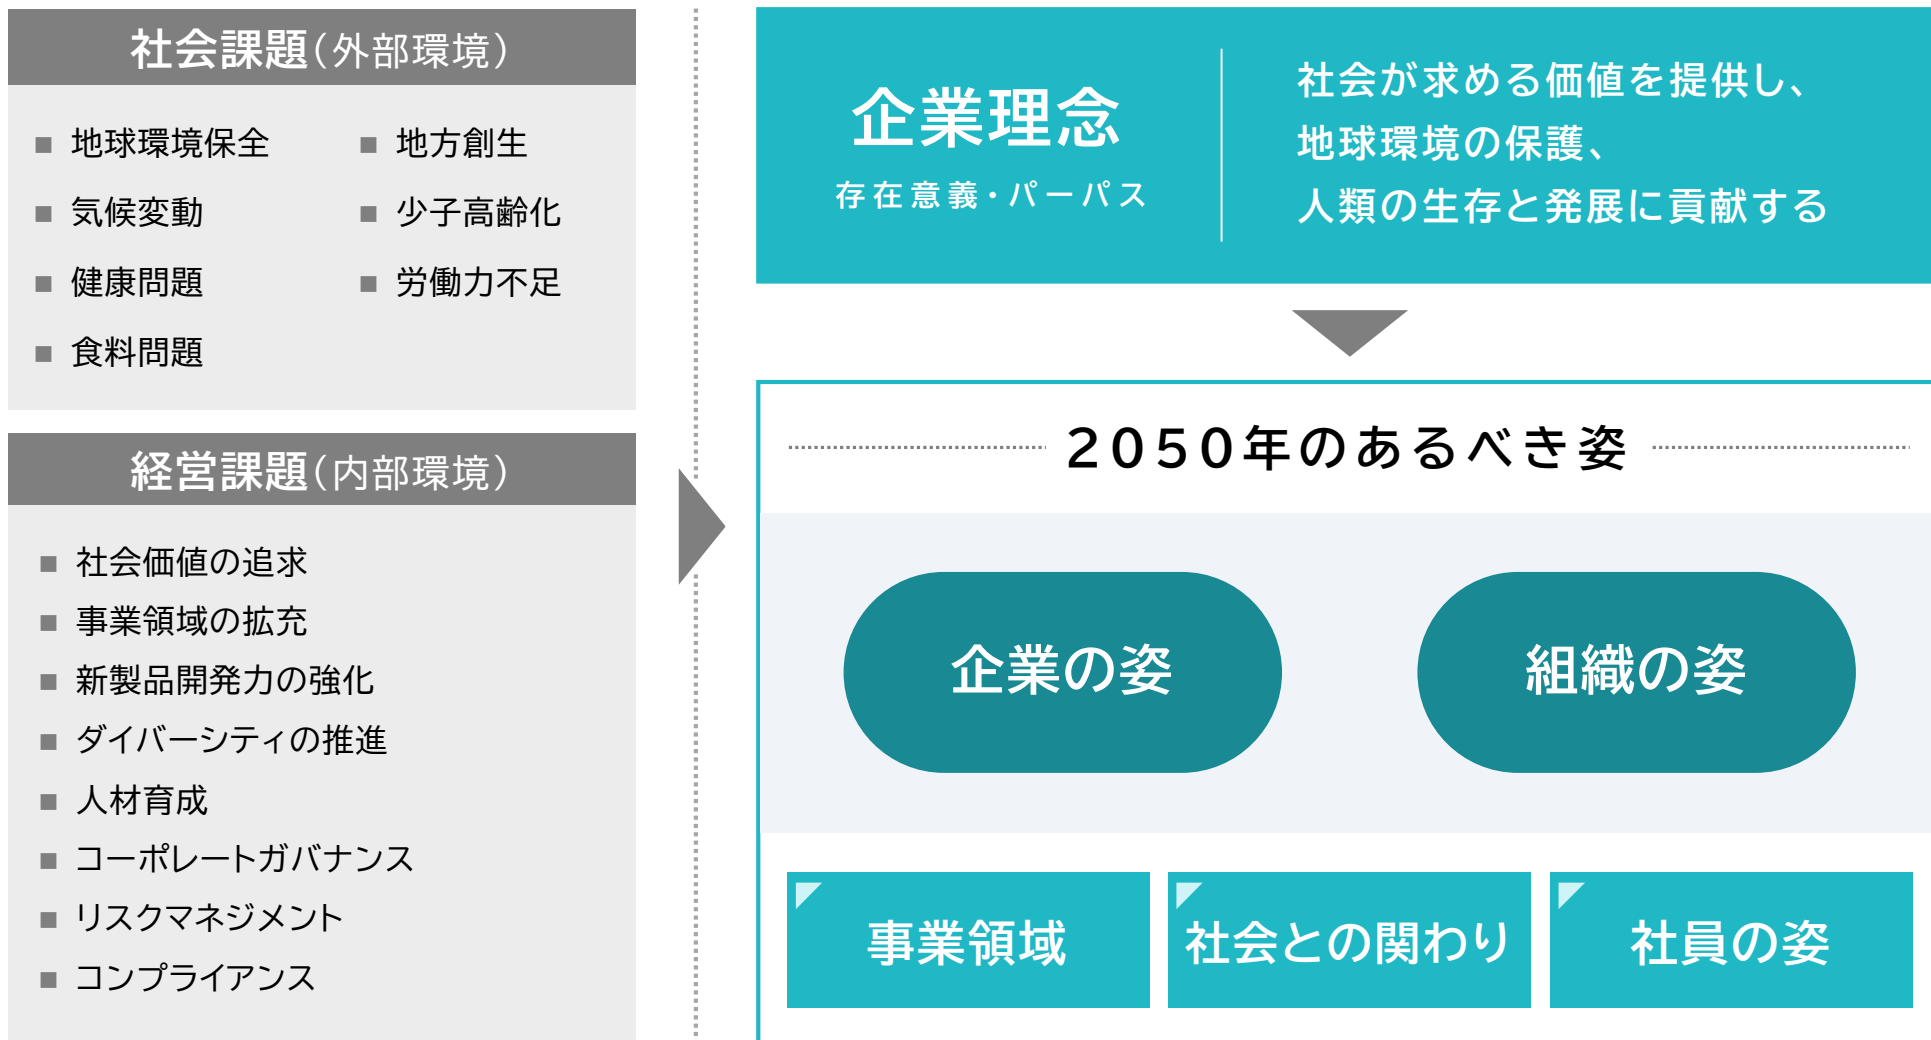 社会課題（外部環境）
地球環境保全
気候変動
健康問題
食料問題
地方創生
少子高齢化
労働力不足
経営課題（内部環境）
社会価値の追求
事業領域の拡充
新製品開発力の強化
ダイバーシティの推進
人材育成
コーポレートガバナンス
リスクマネジメント
コンプライアンス
企業理念
存在意義・パーパス
社会が求める価値を提供し、
地球環境の保護、
人類の生存と発展に貢献する
2050年のあるべき姿
企業の姿
組織の姿
事業領域
社会との関わり
社員の姿